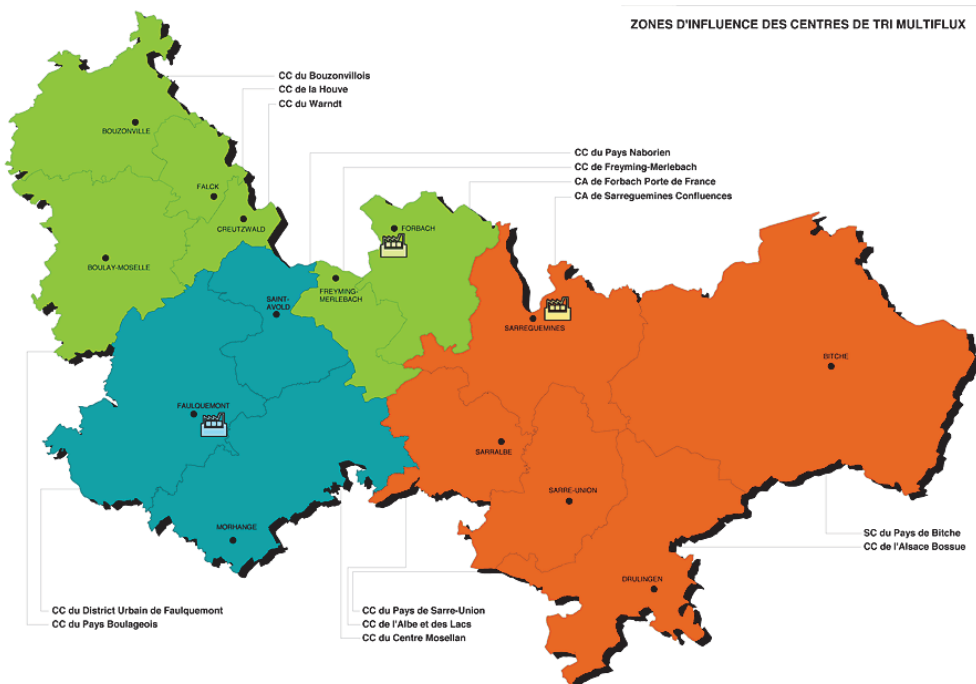 ZONES D'INFLUENCE DES CENTRES DE TRI MULTIFLUX
CC du Bouzonvillois
CC de la Houve
CC du Warndt
BOUZONVILLE
CC du Pays Naborien
CC de Freyming-Merlebach
CA de Forbach Porte de France
CA de Sarreguemines Confluences
FALCK
CREUTZWALD
FORBACH
BOULAY-MOSELLE
FREYMING-
MERLEBACH
SAINT-
AVOLD
SARREGUEMINES
BITCHE
FAULQUEMONT
SARRALBE
SARRE-UNION
MORHANGE
SC du Pays de Bitche
CC de l'Alsace Bossue
DRULINGEN
CC du District Urbain de Faulquemont
CC du Pays Boulageois
CC du Pays de Sarre-Union
CC de l'Albe et des Lacs
CC du Centre Mosellan